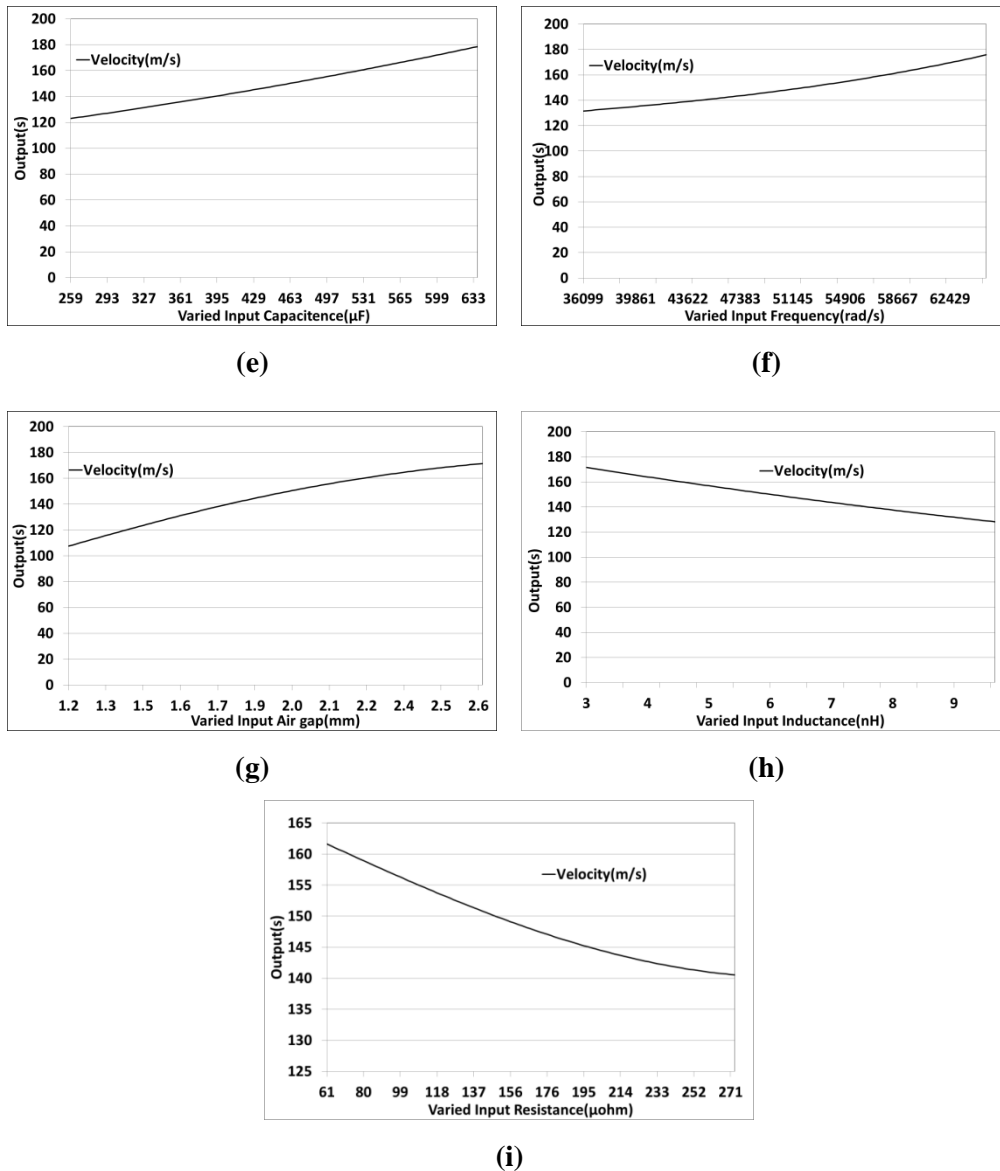 200
180
160
140
120
100
80
60
40
20
0
Output(s)
Velocity(m/s)
259 293 327 361 395 429 463 497 531 565 599 633
Varied Input Capacitence(µF)
(e)
200
180
160
140
120
100
80
60
40
20
0
Output(s)
Velocity(m/s)
36099 39861 43622 47383 51145 54906 58667 62429
Varied Input Frequency(rad/s)
(f)
200
180
160
140
120
100
80
60
40
20
0
Output(s)
Velocity(m/s)
1.2 1.3 1.5 1.6 1.7 1.9 2.0 2.1 2.2 2.4 2.5 2.6
Varied Input Air gap(mm)
(g)
200
180
160
140
120
100
80
60
40
20
0
Output(s)
Velocity(m/s)
3 4 5 6 7 8 9
Varied Input Inductance(nH)
(h)
165
160
155
150
145
140
135
130
125
Output(s)
Velocity(m/s)
61 80 99 118 137 156 176 195 214 233 252 271
Varied Input Resistance(µohm)
(i)